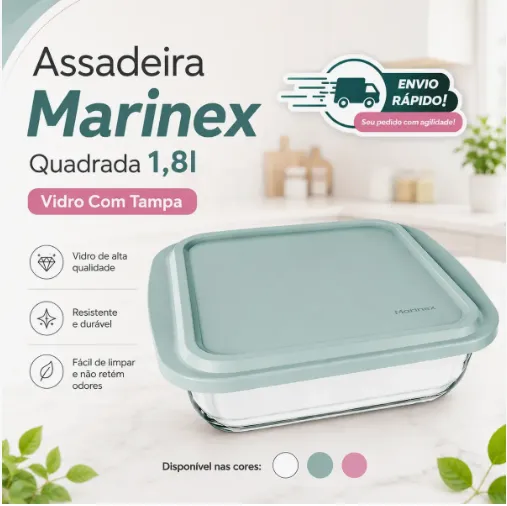 Assadeira
Marinex
Quadrada 1,8l
Vidro Com Tampa
ENVIO
RÁPIDO!
Seu pedido com agilidade!
Vidro de alta
qualidade
Resistente
e durável
Fácil de limpar
e não retém
odores
Marinex
Disponível nas cores: